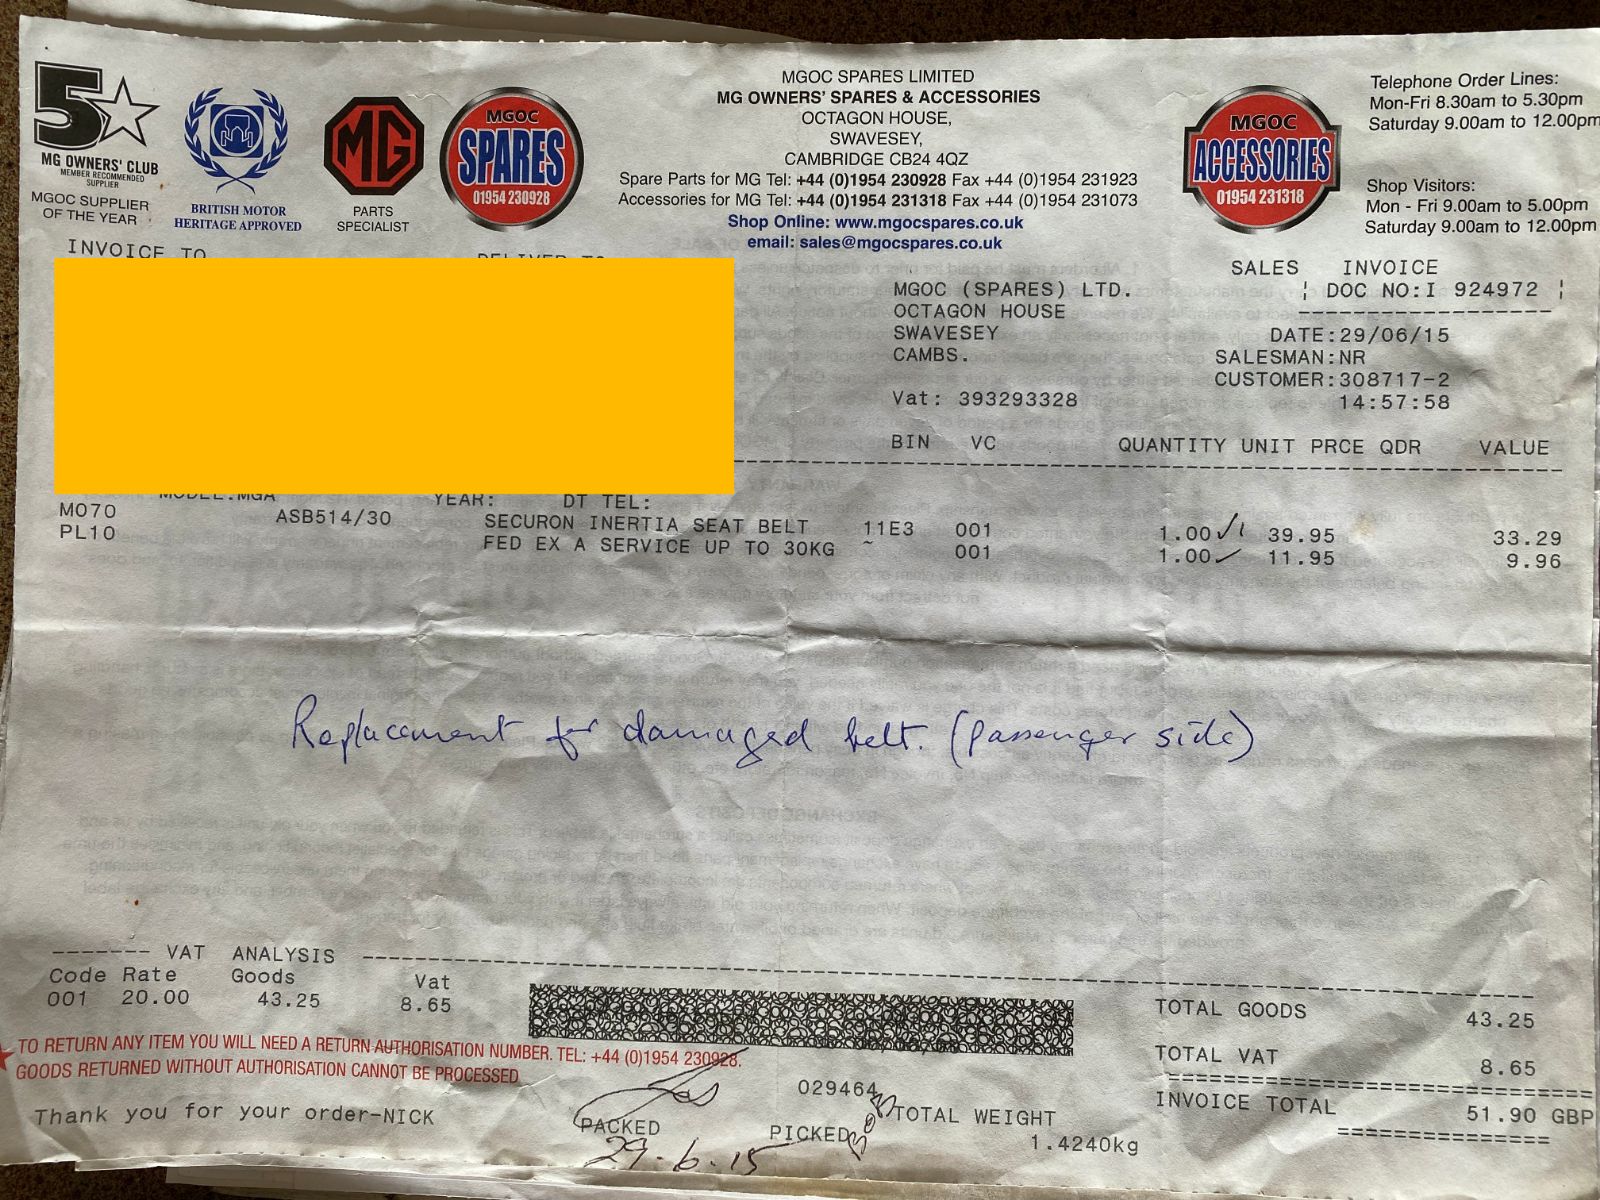 5
MG OWNERS' CLUB
MEMBER RECOMMENDED
SUPPLIER
MGOC SUPPLIER
OF THE YEAR
BRITISH MOTOR
HERITAGE APPROVED
MG
PARTS
SPECIALIST
MGOC
SPARES
01954 230928
MGOC SPARES LIMITED
MG OWNERS' SPARES & ACCESSORIES
OCTAGON HOUSE,
SWAVESEY,
CAMBRIDGE CB24 4QZ
Spare Parts for MG Tel: +44 (0)1954 230928 Fax +44 (0)1954 231923
Accessories for MG Tel: +44 (0)1954 231318 Fax +44 (0)1954 231073
Shop Online: www.mgocspares.co.uk
email: sales@mgocspares.co.uk
MGOC
ACCESSORIES
01954 231318
Telephone Order Lines:
Mon-Fri 8.30am to 5.30pm
Saturday 9.00am to 12.00pm
Shop Visitors:
Mon - Fri 9.00am to 5.00pm
Saturday 9.00am to 12.00pm
INVOICE TO
DELIVER TO
MGOC (SPARES) LTD.
OCTAGON HOUSE
SWAVESEY
CAMBS.
Vat: 393293328
SALES INVOICE
DOC NO:I 924972
DATE:29/06/15
SALESMAN:NR
CUSTOMER:308717-2
14:57:58
BIN VC QUANTITY UNIT PRCE QDR VALUE
MODEL:MGA YEAR: DT TEL:
MO70 ASB514/30 SECURON INERTIA SEAT BELT 11E3 001 1.00 39.95 33.29
PL10 FED EX A SERVICE UP TO 30KG ~ 001 1.00 11.95 9.96
Replacement for damaged belt. (passenger side)
VAT ANALYSIS
Code Rate Goods Vat
001 20.00 43.25 8.65
TOTAL GOODS 43.25
TOTAL VAT 8.65
INVOICE TOTAL 51.90 GBP
TO RETURN ANY ITEM YOU WILL NEED A RETURN AUTHORISATION NUMBER. TEL: +44 (0)1954 230928.
GOODS RETURNED WITHOUT AUTHORISATION CANNOT BE PROCESSED
Thank you for your order-NICK
029464
PACKED
PICKED
TOTAL WEIGHT
1.4240kg
29.6.15